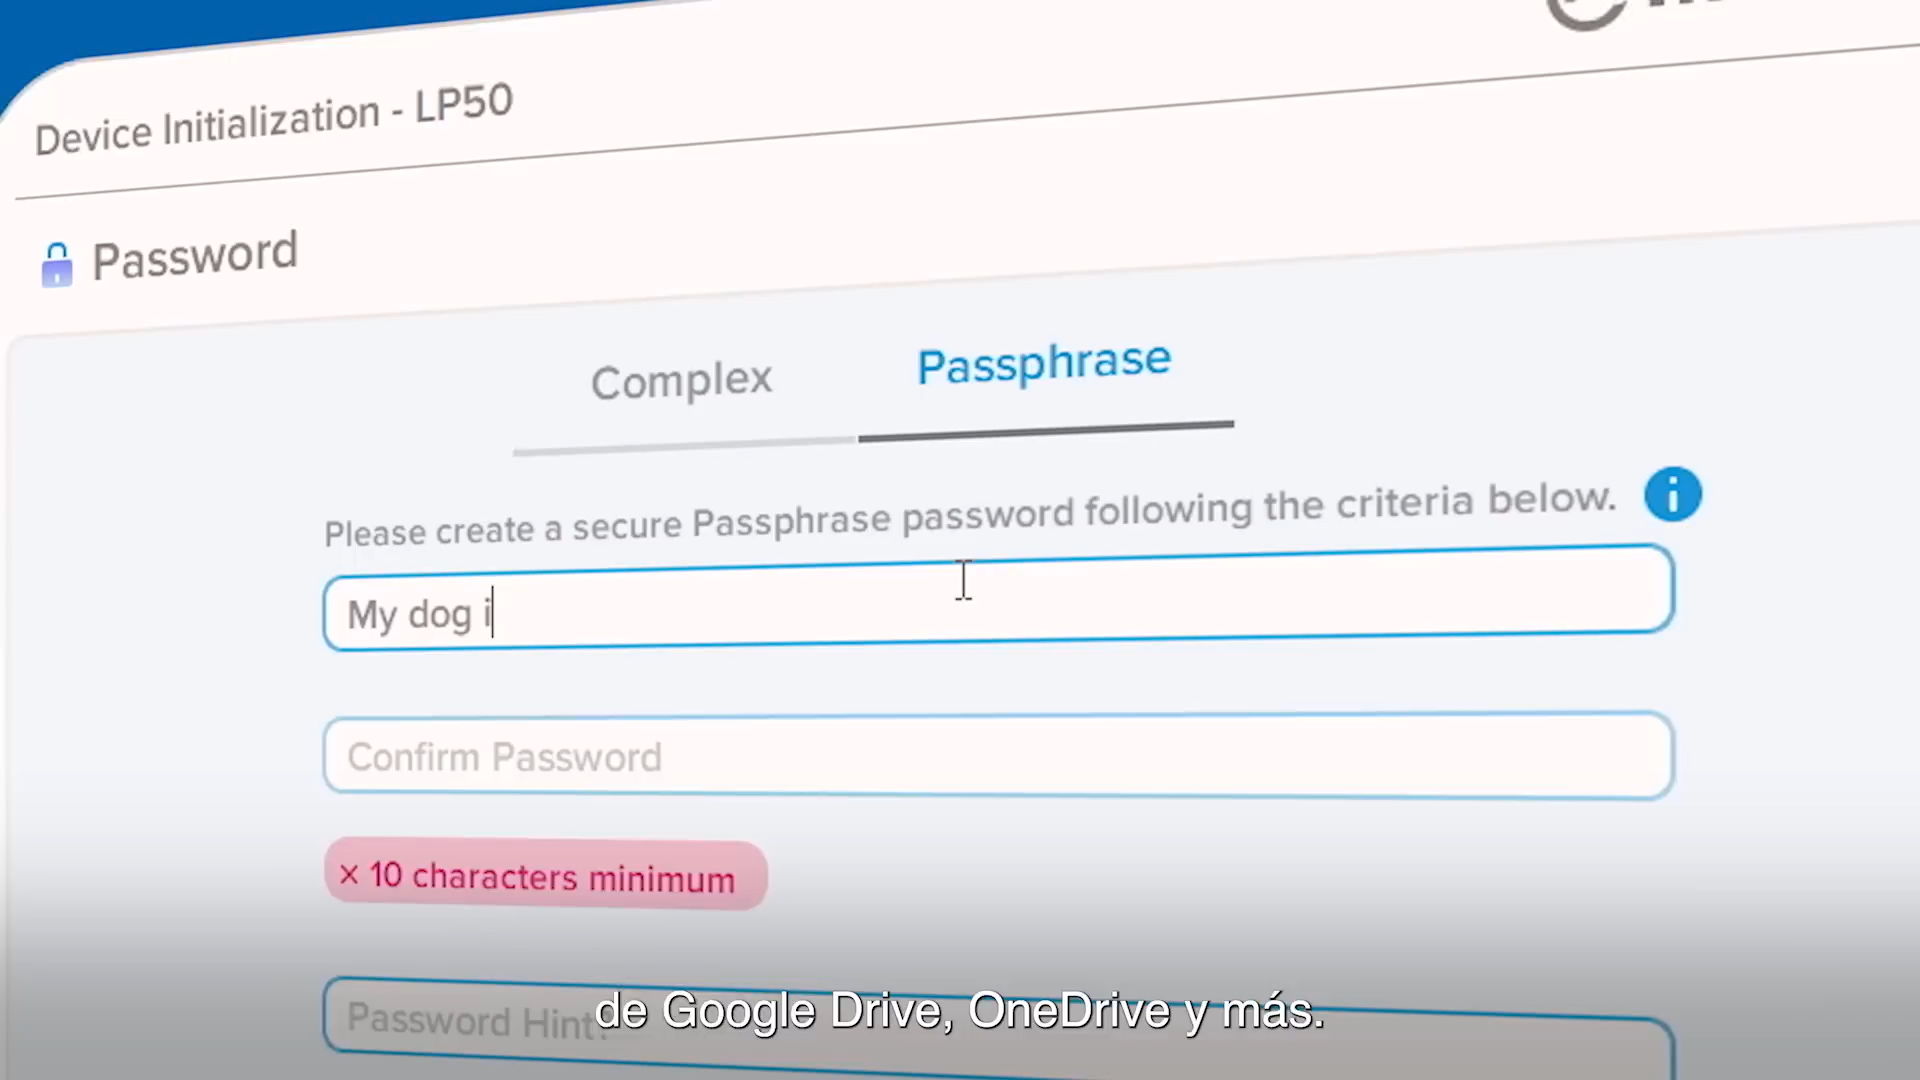 Device Initialization - LP50
Password
Complex
Passphrase
Please create a secure Passphrase password following the criteria below.
My dog i
Confirm Password
× 10 characters minimum
Password Hint
de Google Drive, OneDrive y más.